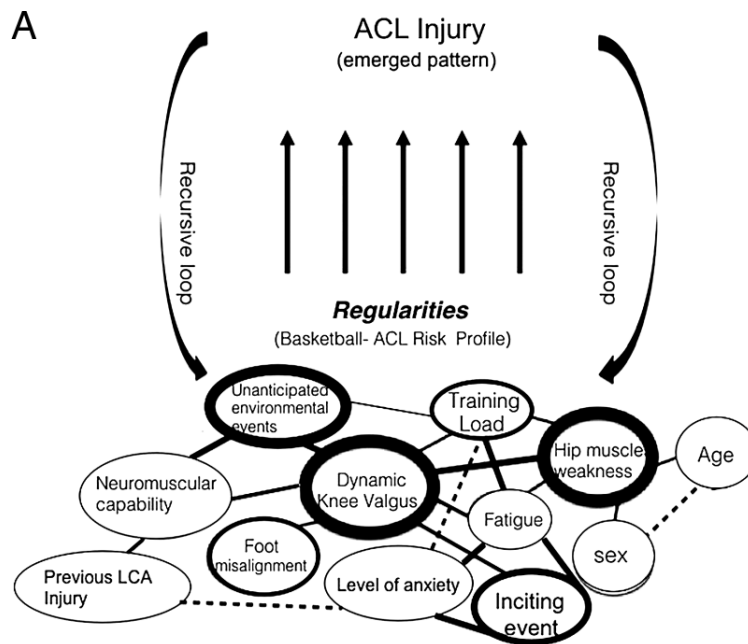 A
ACL Injury
(emerged pattern)
Recursive loop
Recursive loop
Regularities
(Basketball- ACL Risk Profile)
Unanticipated
environmental
events
Training
Load
Hip muscles
weakness
Age
Neuromuscular
capability
Dynamic
Knee Valgus
Fatigue
Foot
misalignment
sex
Previous LCA
Injury
Level of anxiety
Inciting
event